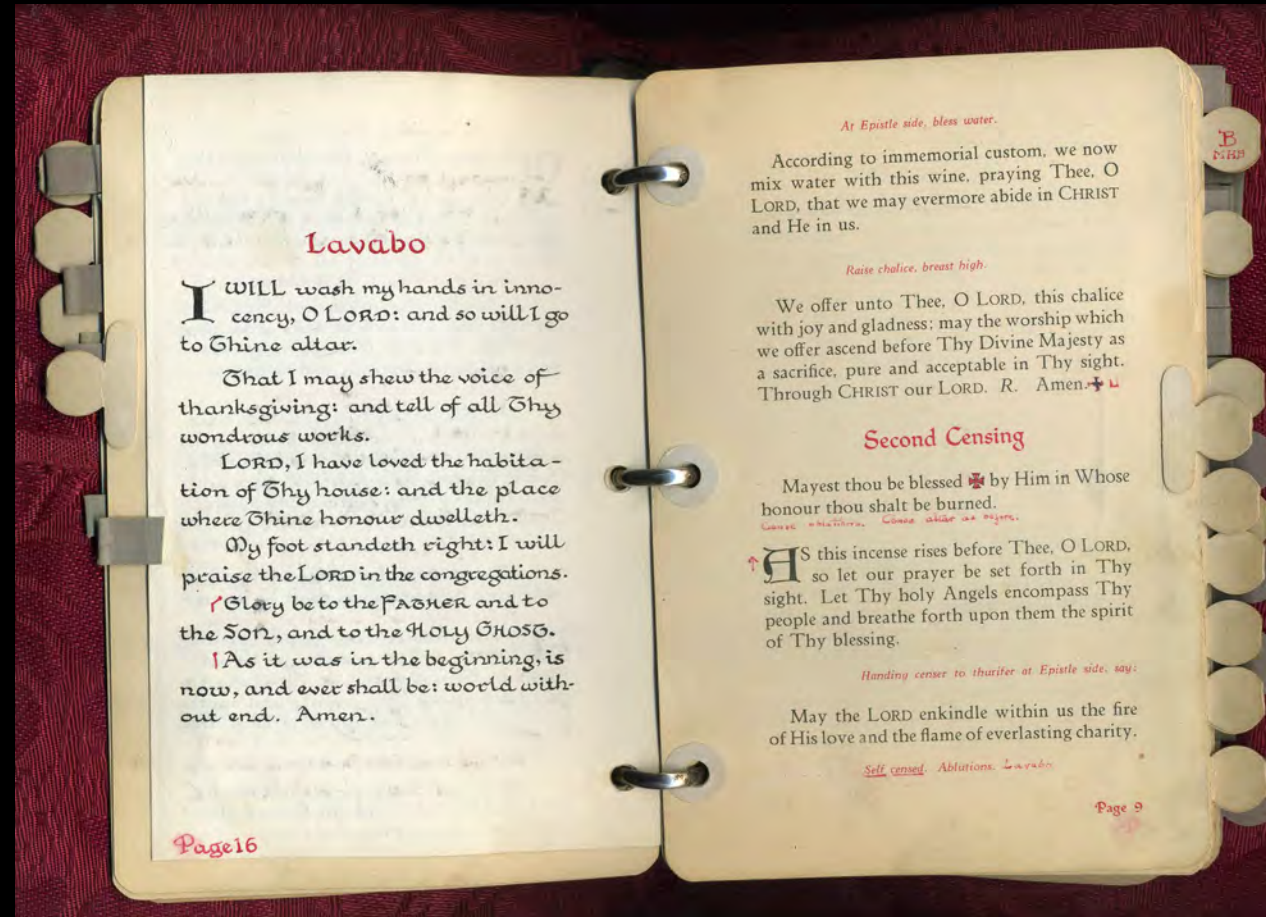 Lavabo
I WILL wash my hands in inno-
cency, O LORD: and so will I go
to Thine altar.
That I may shew the voice of
thanksgiving: and tell of all Thy
wondrous works.
LORD, I have loved the habita-
tion of Thy house: and the place
where Thine honour dwelleth.
My foot standeth right: I will
praise the LORD in the congregations.
Glory be to the FATHER and to
the SON, and to the HOLY GHOST.
As it was in the beginning, is
now, and ever shall be: world with-
out end. Amen.
Page 16
At Epistle side, bless water.
According to immemorial custom, we now
mix water with this wine, praying Thee, O
LORD, that we may evermore abide in CHRIST
and He in us.
Raise chalice, breast high.
We offer unto Thee, O LORD, this chalice
with joy and gladness; may the worship which
we offer ascend before Thy Divine Majesty as
a sacrifice, pure and acceptable in Thy sight.
Through CHRIST our LORD. R. Amen. ✠
Second Censing
Mayest thou be blessed ✠ by Him in Whose
honour thou shalt be burned.
Cense oblations. Cense altar as before.
AS this incense rises before Thee, O LORD,
so let our prayer be set forth in Thy
sight. Let Thy holy Angels encompass Thy
people and breathe forth upon them the spirit
of Thy blessing.
Handing censer to thurifer at Epistle side, say:
May the LORD enkindle within us the fire
of His love and the flame of everlasting charity.
Self censed. Ablutions. Lavabo
Page 9
B
MHB